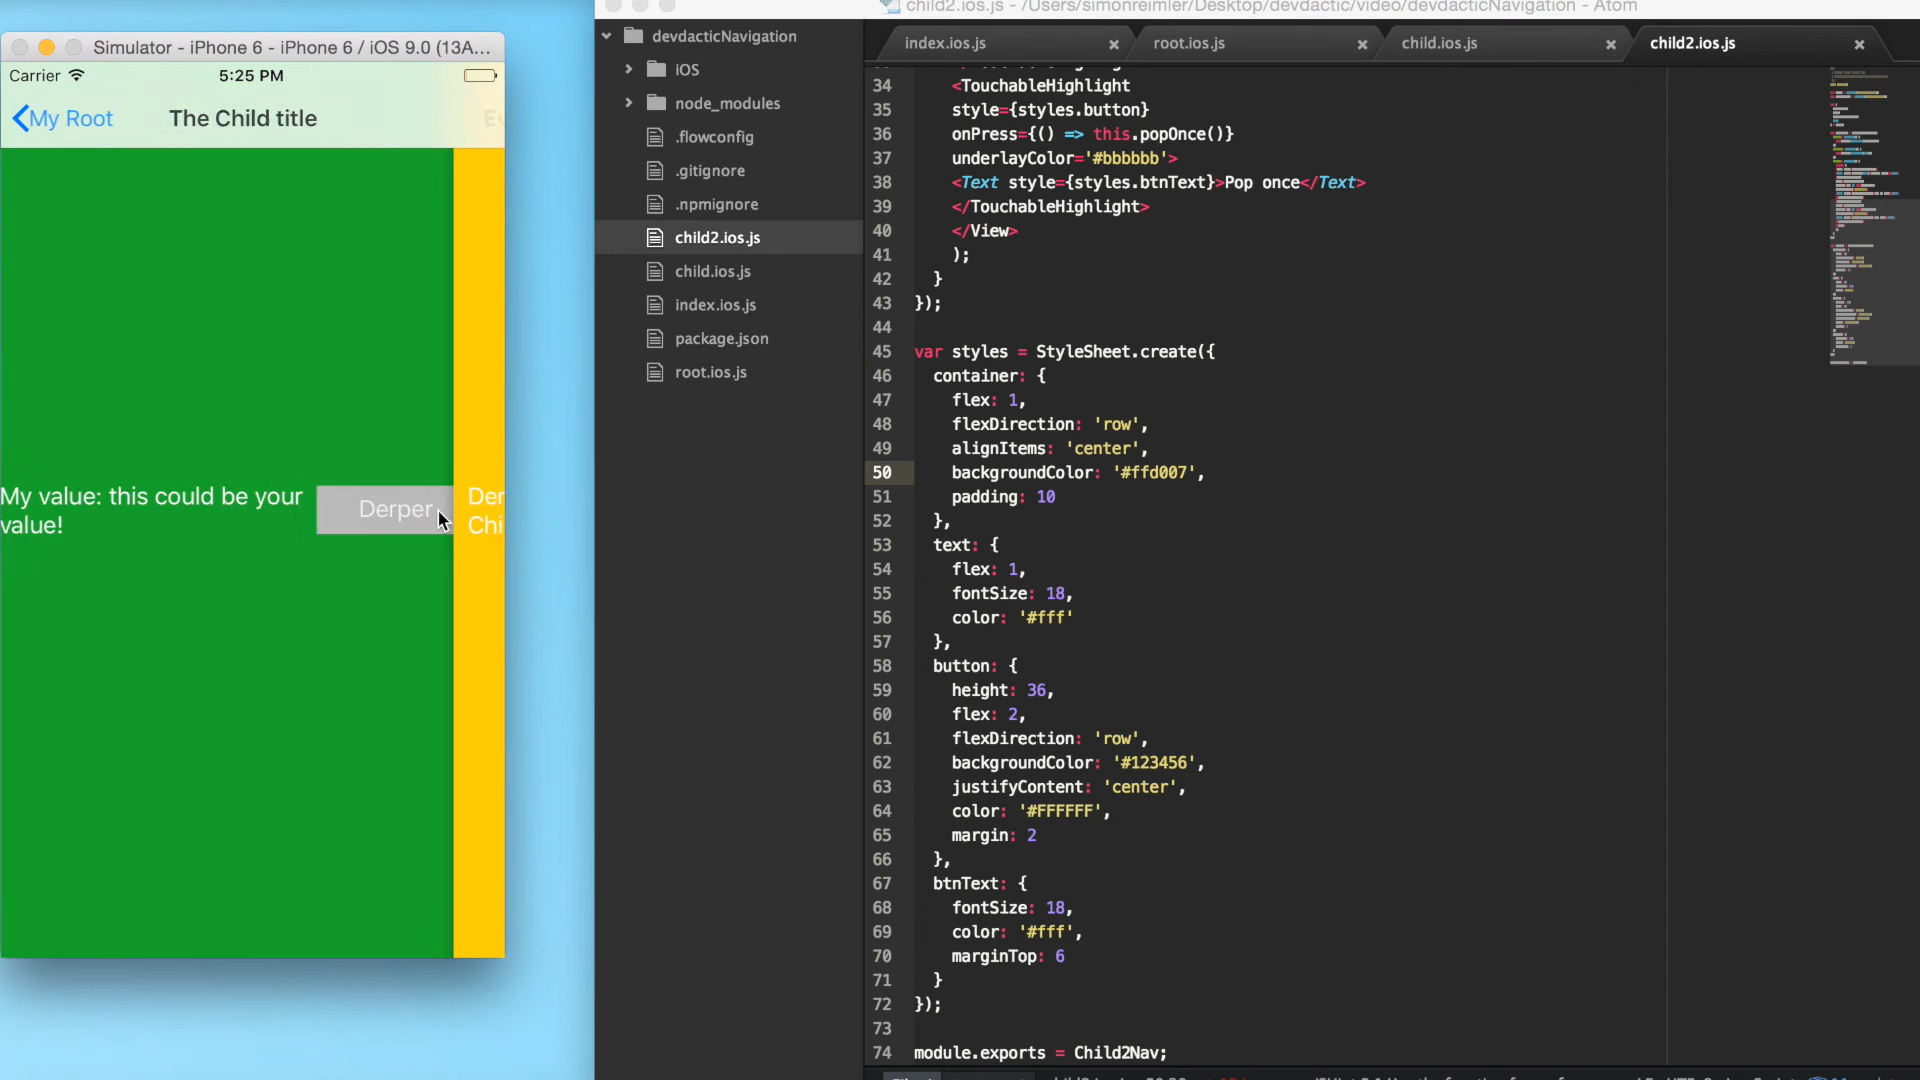 Simulator - iPhone 6 - iPhone 6 / iOS 9.0 (13A...
Carrier
5:25 PM
My Root
The Child title
My value: this could be your
value!
Derper
Der
Chi
child2.ios.js - /Users/simonreimler/Desktop/devdactic/video/devdacticNavigation - Atom
devdacticNavigation
iOS
node_modules
.flowconfig
.gitignore
.npmignore
child2.ios.js
child.ios.js
index.ios.js
package.json
root.ios.js
index.ios.js
root.ios.js
child.ios.js
child2.ios.js
34 <TouchableHighlight
35 style={styles.button}
36 onPress={() => this.popOnce()}
37 underlayColor='#bbbbbb'>
38 <Text style={styles.btnText}>Pop once</Text>
39 </TouchableHighlight>
40 </View>
41 );
42 }
43 });
44
45 var styles = StyleSheet.create({
46 container: {
47 flex: 1,
48 flexDirection: 'row',
49 alignItems: 'center',
50 backgroundColor: '#ffd007',
51 padding: 10
52 },
53 text: {
54 flex: 1,
55 fontSize: 18,
56 color: '#fff'
57 },
58 button: {
59 height: 36,
60 flex: 2,
61 flexDirection: 'row',
62 backgroundColor: '#123456',
63 justifyContent: 'center',
64 color: '#FFFFFF',
65 margin: 2
66 },
67 btnText: {
68 fontSize: 18,
69 color: '#fff',
70 marginTop: 6
71 }
72 });
73
74 module.exports = Child2Nav;